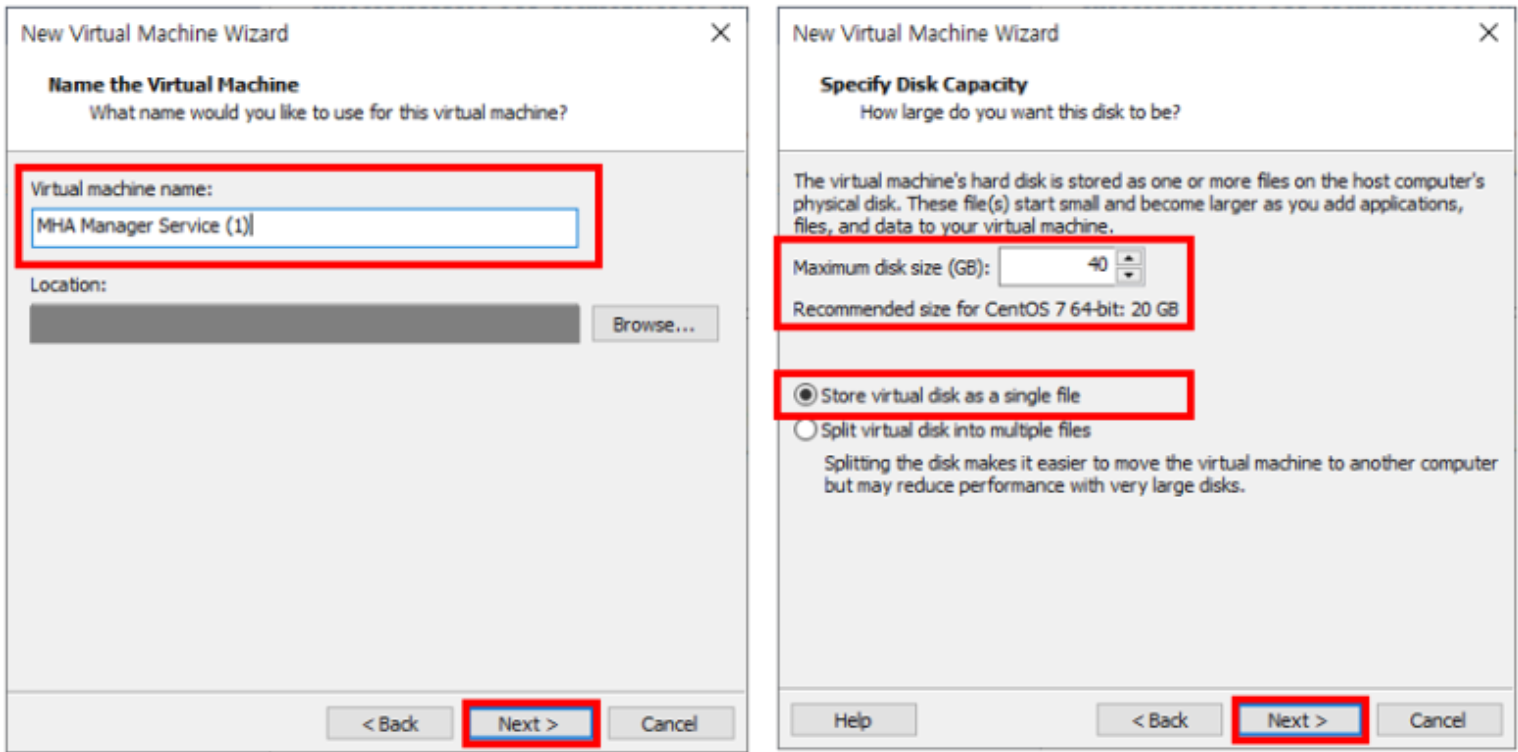 New Virtual Machine Wizard
Name the Virtual Machine
What name would you like to use for this virtual machine?
Virtual machine name:
MHA Manager Service (1)
Location:
Browse...
< Back
Next >
Cancel
New Virtual Machine Wizard
Specify Disk Capacity
How large do you want this disk to be?
The virtual machine's hard disk is stored as one or more files on the host computer's
physical disk. These file(s) start small and become larger as you add applications,
files, and data to your virtual machine.
Maximum disk size (GB): 40
Recommended size for CentOS 7 64-bit: 20 GB
Store virtual disk as a single file
Split virtual disk into multiple files
Splitting the disk makes it easier to move the virtual machine to another computer
but may reduce performance with very large disks.
Help
< Back
Next >
Cancel